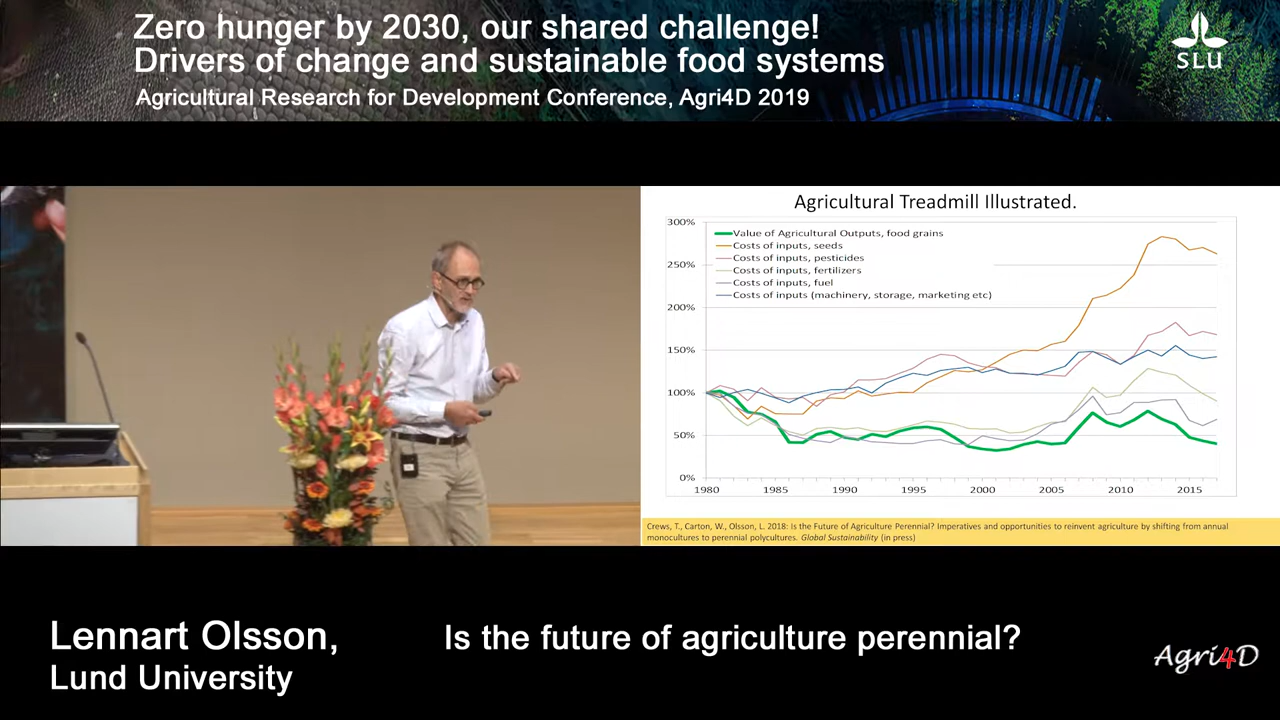 Zero hunger by 2030, our shared challenge!
Drivers of change and sustainable food systems
Agricultural Research for Development Conference, Agri4D 2019
SLU
Agricultural Treadmill Illustrated.
300%
250%
200%
150%
100%
50%
0%
Value of Agricultural Outputs, food grains
Costs of inputs, seeds
Costs of inputs, pesticides
Costs of inputs, fertilizers
Costs of inputs, fuel
Costs of inputs (machinery, storage, marketing etc)
1980 1985 1990 1995 2000 2005 2010 2015
Crews, T., Carton, W., Olsson, L. 2018: Is the Future of Agriculture Perennial? Imperatives and opportunities to reinvent agriculture by shifting from annual
monocultures to perennial polycultures. Global Sustainability (in press)
Lennart Olsson,
Lund University
Is the future of agriculture perennial?
Agri4D